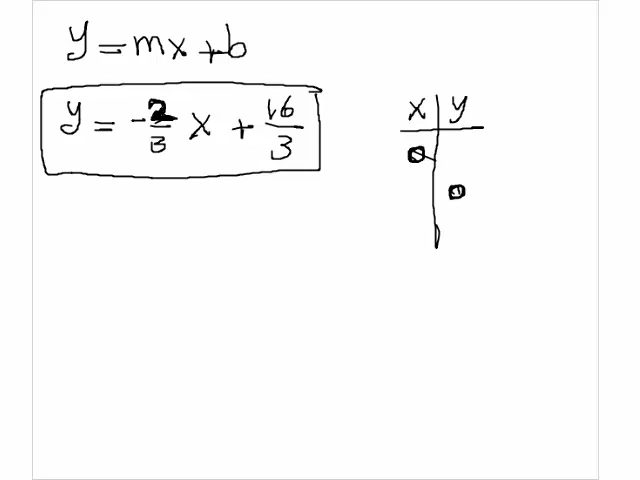 y = mx + b
y = -2/3 x + 16/3
x y
0
0